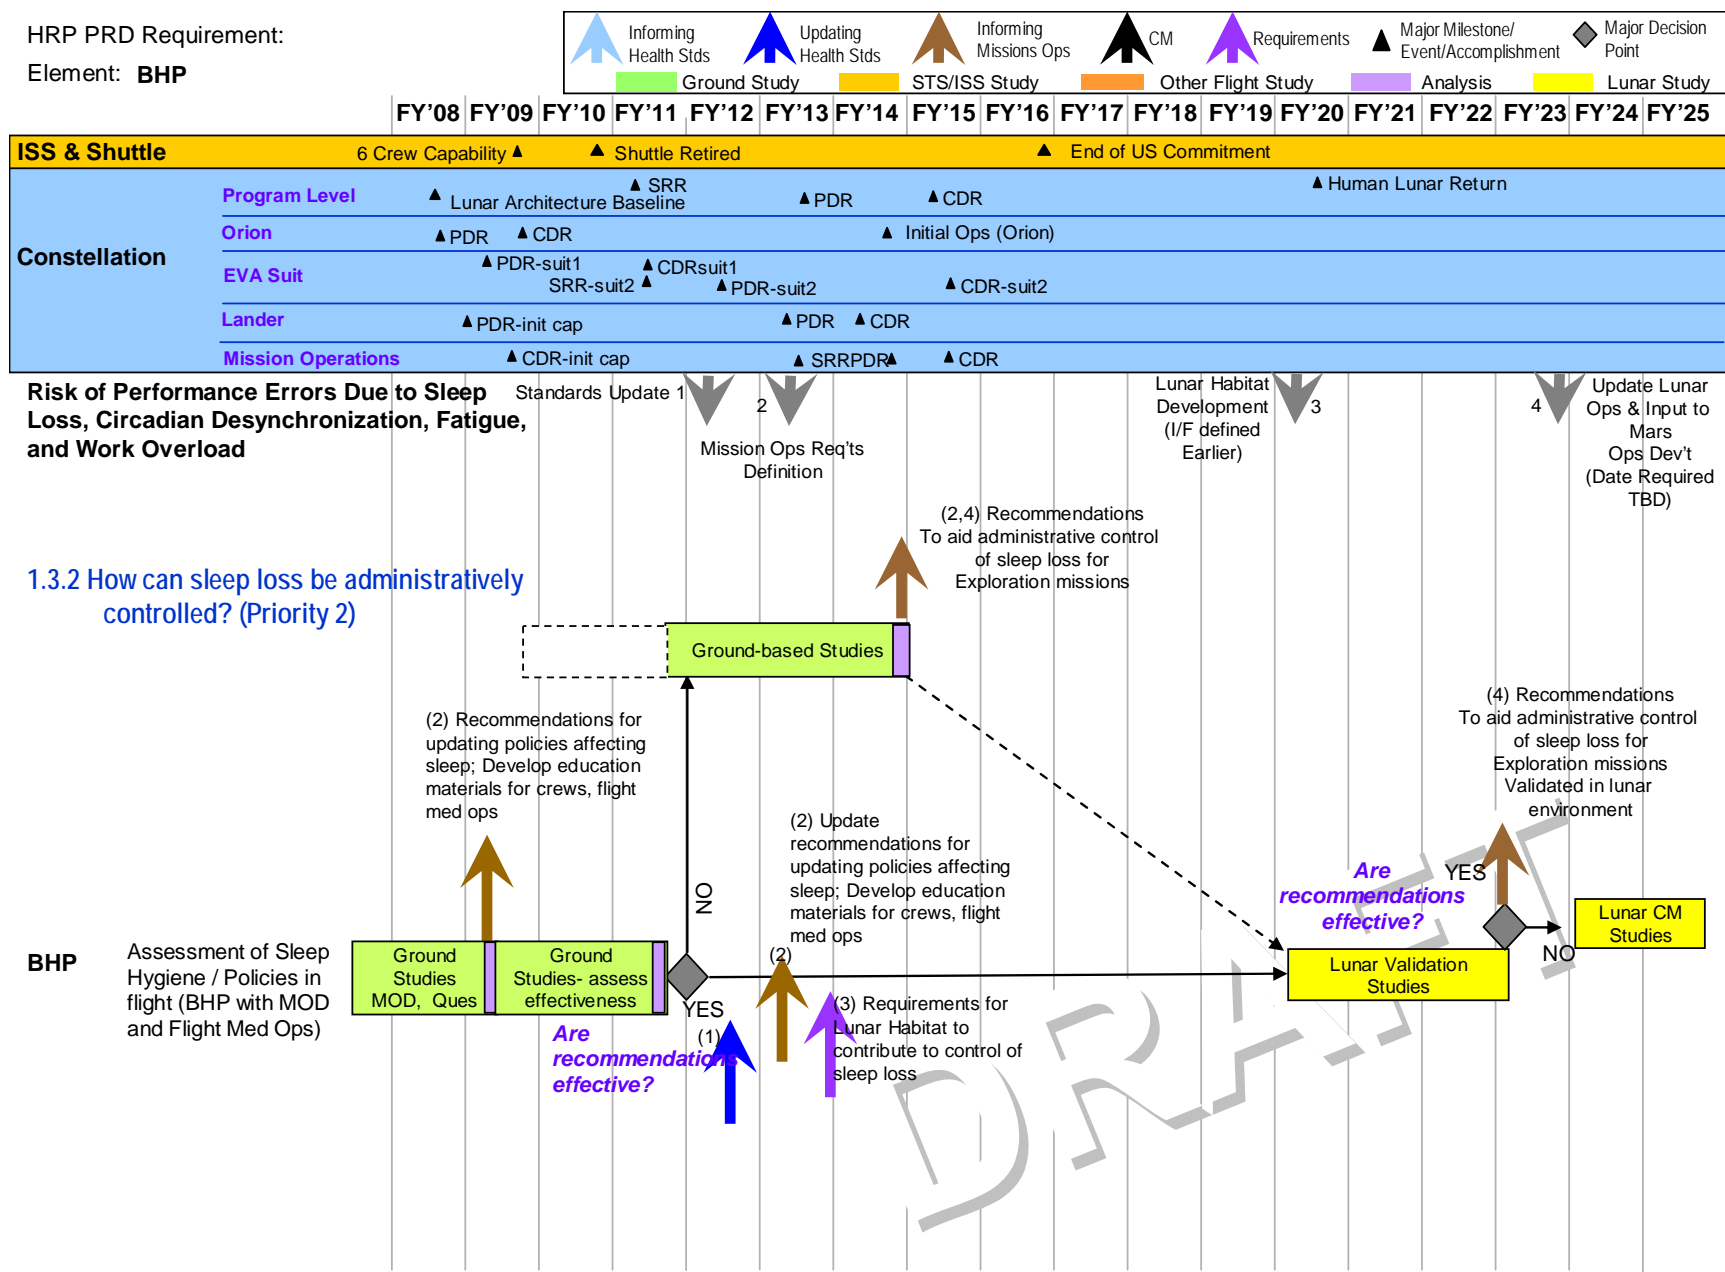 HRP PRD Requirement:
Element: BHP
Informing
Health Stds
Updating
Health Stds
Informing
Missions Ops
CM
Requirements
Major Milestone/
Event/Accomplishment
Major Decision
Point
Ground Study
STS/ISS Study
Other Flight Study
Analysis
Lunar Study
FY'08 FY'09 FY'10 FY'11 FY'12 FY'13 FY'14 FY'15 FY'16 FY'17 FY'18 FY'19 FY'20 FY'21 FY'22 FY'23 FY'24 FY'25
ISS & Shuttle
6 Crew Capability
Shuttle Retired
End of US Commitment
Constellation
Program Level
Lunar Architecture Baseline
SRR
PDR
CDR
Human Lunar Return
Orion
PDR
CDR
Initial Ops (Orion)
EVA Suit
PDR-suit1
CDRsuit1
SRR-suit2
PDR-suit2
CDR-suit2
Lander
PDR-init cap
PDR
CDR
Mission Operations
CDR-init cap
SRR
PDR
CDR
Risk of Performance Errors Due to Sleep
Loss, Circadian Desynchronization, Fatigue,
and Work Overload
Standards Update 1
2
Mission Ops Req'ts
Definition
Lunar Habitat
Development
(I/F defined
Earlier)
3
4
Update Lunar
Ops & Input to
Mars
Ops Dev't
(Date Required
TBD)
(2,4) Recommendations
To aid administrative control
of sleep loss for
Exploration missions
1.3.2 How can sleep loss be administratively
controlled? (Priority 2)
Ground-based Studies
(2) Recommendations for
updating policies affecting
sleep; Develop education
materials for crews, flight
med ops
(4) Recommendations
To aid administrative control
of sleep loss for
Exploration missions
Validated in lunar
environment
(2) Update
recommendations for
updating policies affecting
sleep; Develop education
materials for crews, flight
med ops
NO
Are
recommendations
effective?
YES
Lunar CM
Studies
NO
BHP
Assessment of Sleep
Hygiene / Policies in
flight (BHP with MOD
and Flight Med Ops)
Ground
Studies
MOD, Ques
Ground
Studies- assess
effectiveness
(2)
Lunar Validation
Studies
YES
(1)
Are
recommendations
effective?
(3) Requirements for
Lunar Habitat to
contribute to control of
sleep loss
DRAFT